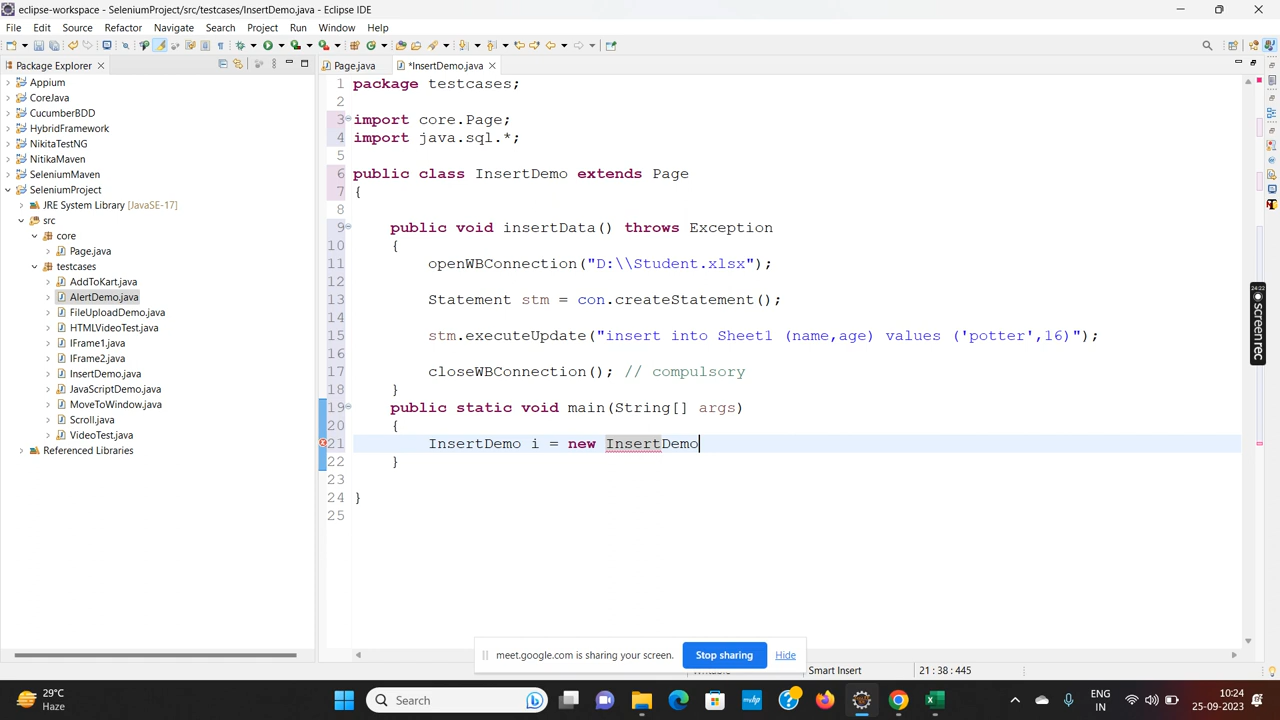 eclipse-workspace - SeleniumProject/src/testcases/InsertDemo.java - Eclipse IDE
File Edit Source Refactor Navigate Search Project Run Window Help
Package Explorer
Page.java
*InsertDemo.java
Appium
CoreJava
CucumberBDD
HybridFramework
NikitaTestNG
NitikaMaven
SeleniumMaven
SeleniumProject
JRE System Library [JavaSE-17]
src
core
Page.java
testcases
AddToKart.java
AlertDemo.java
FileUploadDemo.java
HTMLVideoTest.java
IFrame1.java
IFrame2.java
InsertDemo.java
JavaScriptDemo.java
MoveToWindow.java
Scroll.java
VideoTest.java
Referenced Libraries
1 package testcases;
2
3 import core.Page;
4 import java.sql.*;
5
6 public class InsertDemo extends Page
7 {
8
9 public void insertData() throws Exception
10 {
11 openWBConnection("D:\\Student.xlsx");
12
13 Statement stm = con.createStatement();
14
15 stm.executeUpdate("insert into Sheet1 (name,age) values ('potter',16)");
16
17 closeWBConnection(); // compulsory
18 }
19 public static void main(String[] args)
20 {
21 InsertDemo i = new InsertDemo
22 }
23
24 }
25
24:22
screen rec
meet.google.com is sharing your screen. Stop sharing Hide
Smart Insert
21 : 38 : 445
29°C
Haze
Search
ENG
IN
10:24
25-09-2023